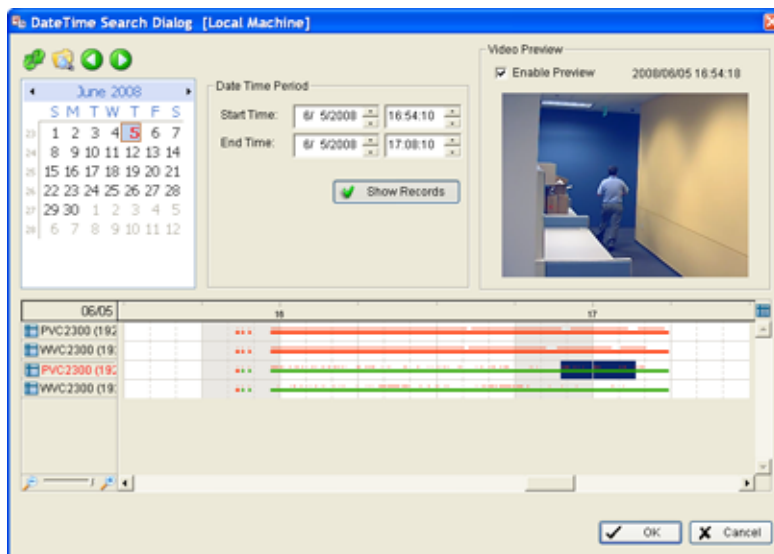 DateTime Search Dialog [Local Machine]
June 2008
S M T W T F S
23 1 2 3 4 5 6 7
24 8 9 10 11 12 13 14
25 15 16 17 18 19 20 21
26 22 23 24 25 26 27 28
27 29 30 1 2 3 4 5
28 6 7 8 9 10 11 12
Date Time Period
Start Time: 6/ 5/2008 16:54:10
End Time: 6/ 5/2008 17:08:10
Show Records
Video Preview
Enable Preview 2008/06/05 16:54:18
06/05 16 17
PVC2300 (192
WVC2300 (19
PVC2300 (192
WVC2300 (19
OK Cancel